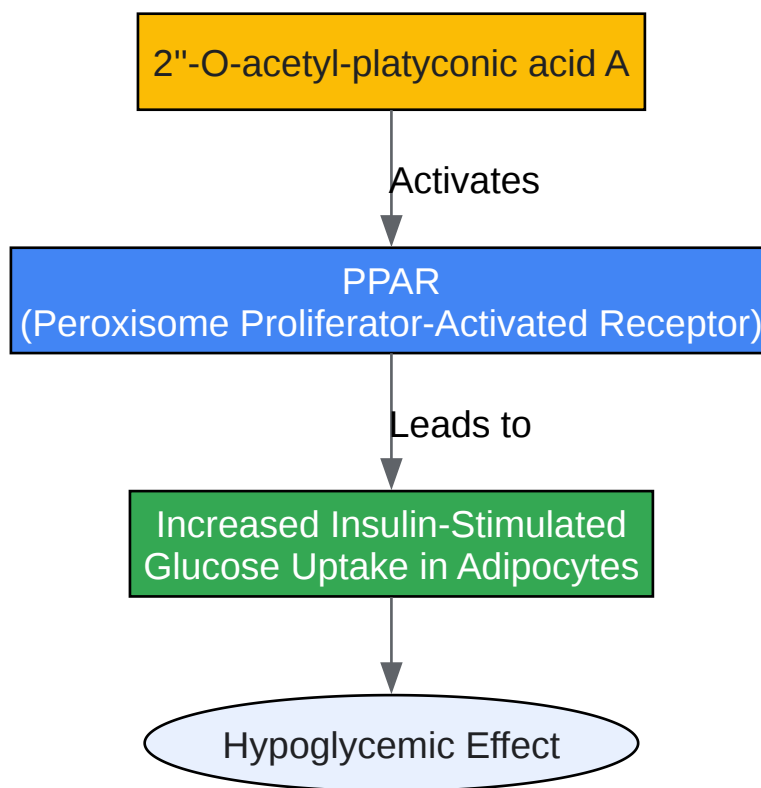 2"-O-acetyl-platyconic acid A
Activates
PPAR
(Peroxisome Proliferator-Activated Receptor)
Leads to
Increased Insulin-Stimulated
Glucose Uptake in Adipocytes
Hypoglycemic Effect